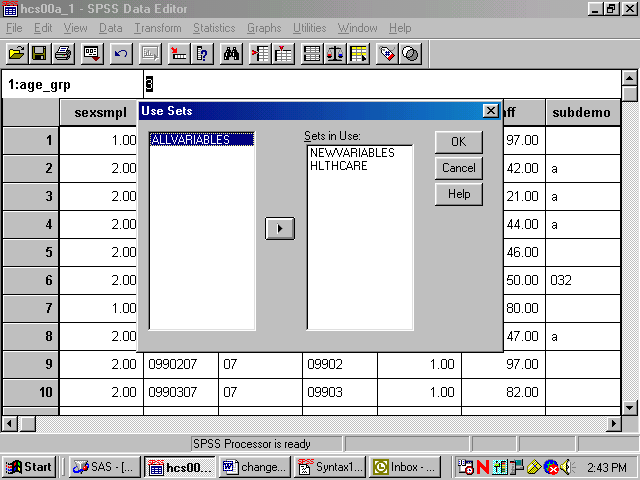 hcs00a_1 - SPSS Data Editor
File Edit View Data Transform Statistics Graphs Utilities Window Help
1:age_grp 3
sexsmpl aff subdemo
Use Sets
ALLVARIABLES
Sets in Use:
NEWVARIABLES
HLTHCARE
OK
Cancel
Help
1 1.00 97.00
2 2.00 42.00 a
3 2.00 21.00 a
4 2.00 44.00 a
5 2.00 46.00
6 2.00 50.00 032
7 1.00 80.00
8 2.00 47.00 a
9 2.00 0990207 07 09902 1.00 97.00
10 2.00 0990307 07 09903 1.00 82.00
SPSS Processor is ready
Start SAS - [... hcs00... change... Syntax1... Inbox - ... 2:43 PM